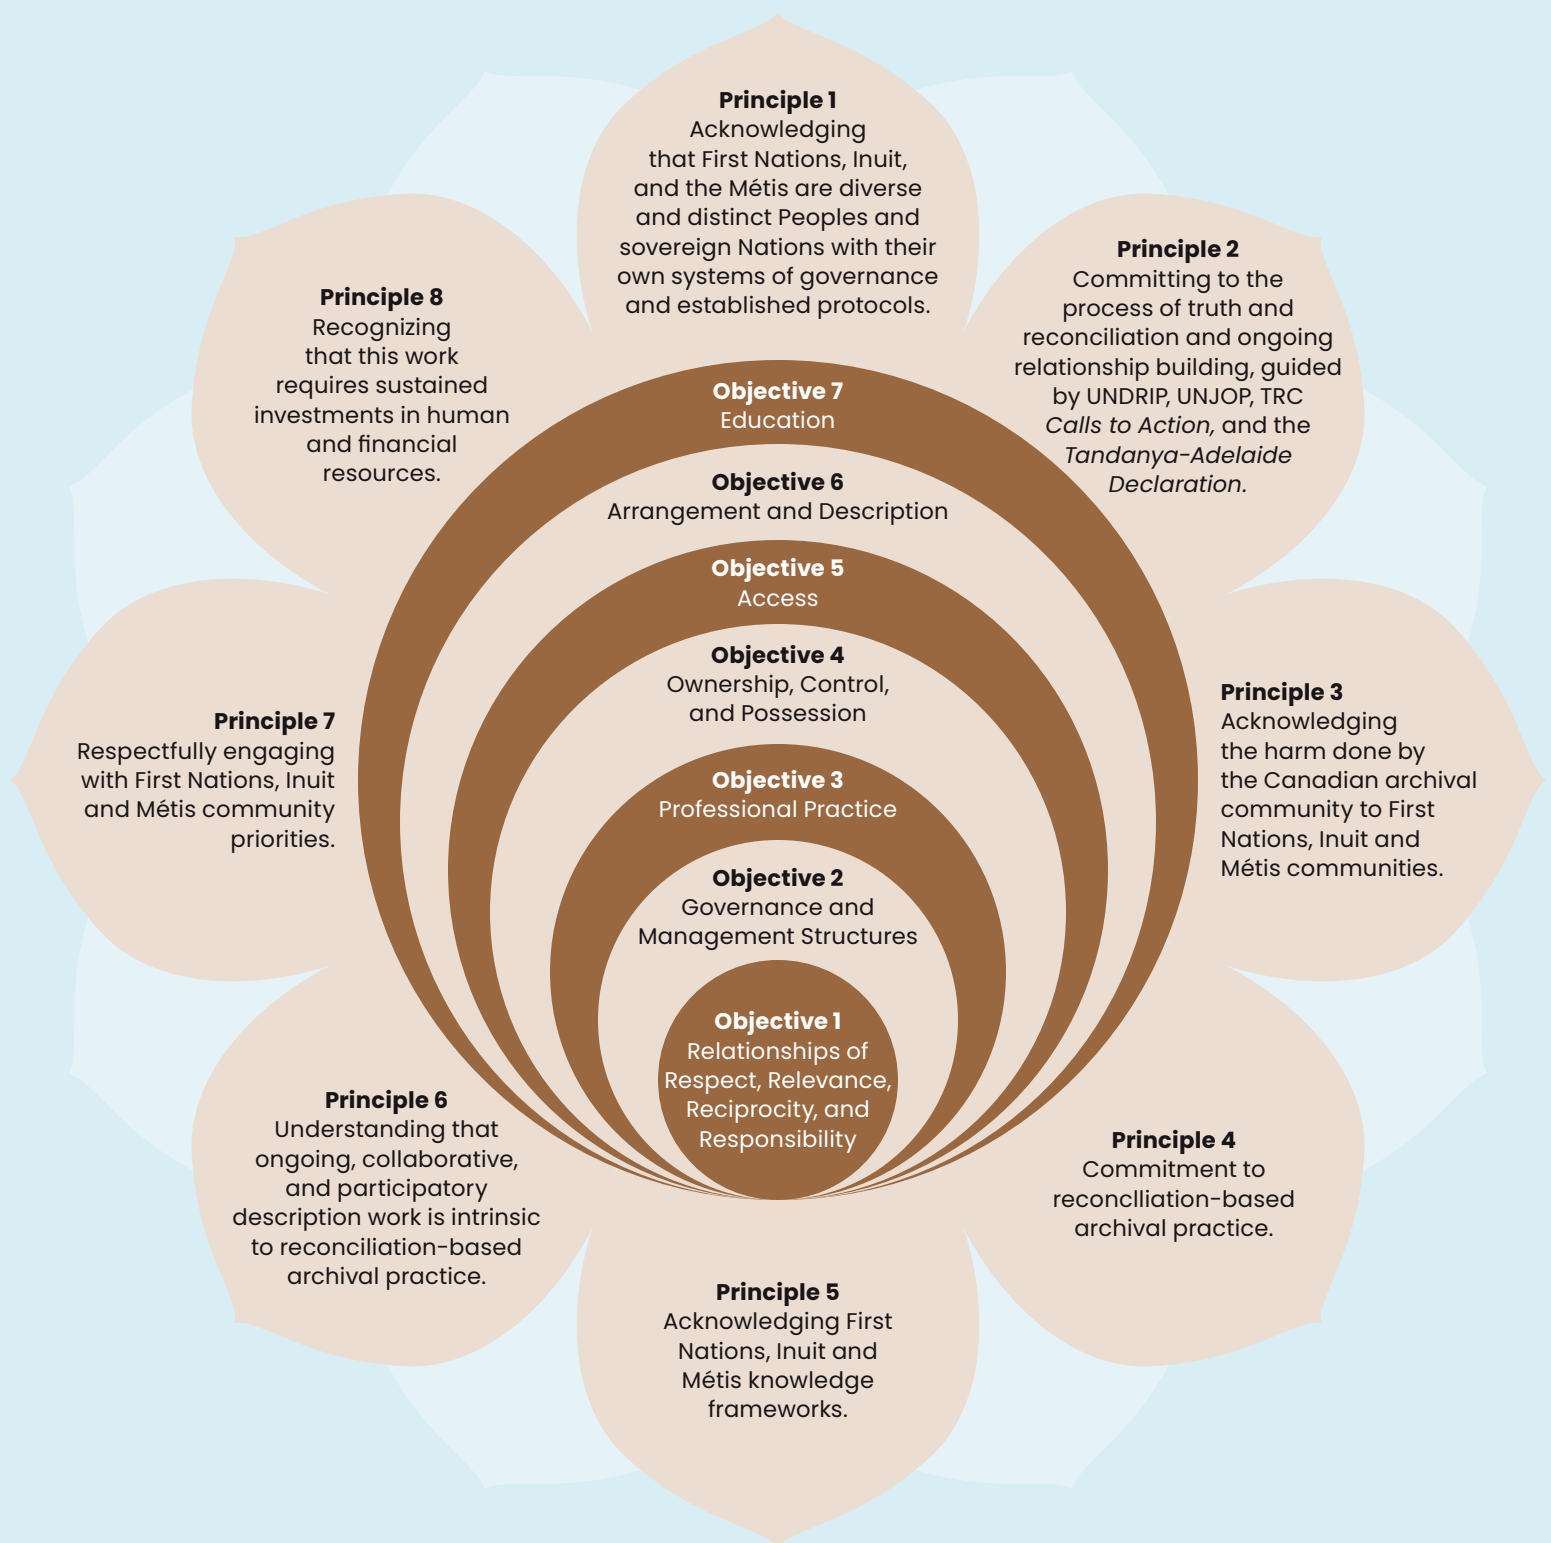 Principle 1
Acknowledging
that First Nations, Inuit,
and the Métis are diverse
and distinct Peoples and
sovereign Nations with their
own systems of governance
and established protocols.
Principle 2
Committing to the
process of truth and
reconciliation and ongoing
relationship building, guided
by UNDRIP, UNJOP, TRC
Calls to Action, and the
Tandanya-Adelaide
Declaration.
Principle 3
Acknowledging
the harm done by
the Canadian archival
community to First
Nations, Inuit and
Métis communities.
Principle 4
Commitment to
reconclliation-based
archival practice.
Principle 5
Acknowledging First
Nations, Inuit and
Métis knowledge
frameworks.
Principle 6
Understanding that
ongoing, collaborative,
and participatory
description work is intrinsic
to reconciliation-based
archival practice.
Principle 7
Respectfully engaging
with First Nations, Inuit
and Métis community
priorities.
Principle 8
Recognizing
that this work
requires sustained
investments in human
and financial
resources.
Objective 7
Education
Objective 6
Arrangement and Description
Objective 5
Access
Objective 4
Ownership, Control,
and Possession
Objective 3
Professional Practice
Objective 2
Governance and
Management Structures
Objective 1
Relationships of
Respect, Relevance,
Reciprocity, and
Responsibility